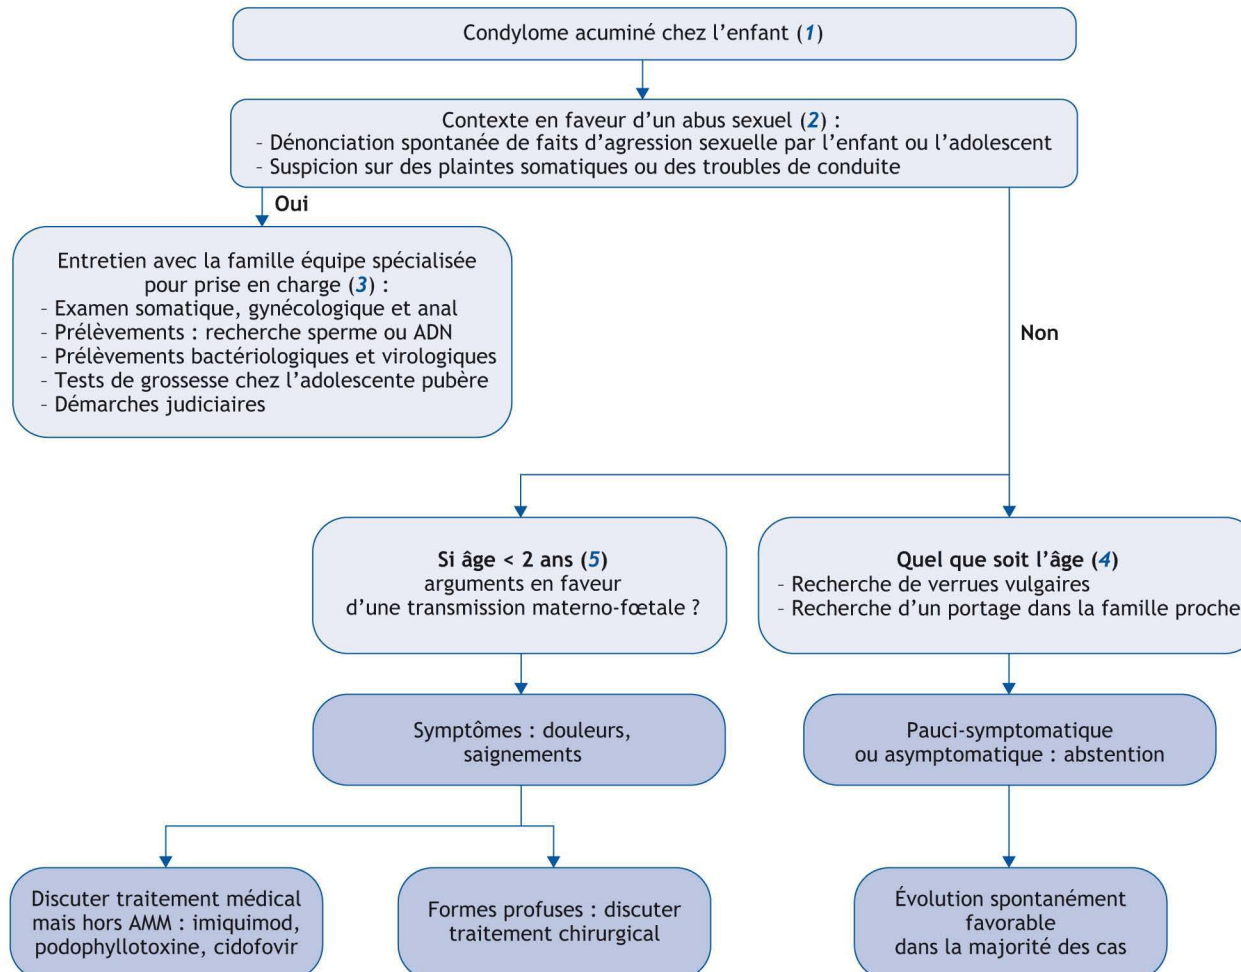 Condylome acuminé chez l'enfant (1)
Contexte en faveur d'un abus sexuel (2) :
- Dénonciation spontanée de faits d'agression sexuelle par l'enfant ou l'adolescent
- Suspicion sur des plaintes somatiques ou des troubles de conduite
Oui
Entretien avec la famille équipe spécialisée
pour prise en charge (3) :
- Examen somatique, gynécologique et anal
- Prélèvements : recherche sperme ou ADN
- Prélèvements bactériologiques et virologiques
- Tests de grossesse chez l'adolescente pubère
- Démarches judiciaires
Non
Si âge < 2 ans (5)
arguments en faveur
d'une transmission materno-fœtale ?
Quel que soit l'âge (4)
- Recherche de verrues vulgaires
- Recherche d'un portage dans la famille proche
Symptômes : douleurs,
saignements
Pauci-symptomatique
ou asymptomatique : abstention
Discuter traitement médical
mais hors AMM : imiquimod,
podophyllotoxine, cidofovir
Formes profuses : discuter
traitement chirurgical
Évolution spontanément
favorable
dans la majorité des cas